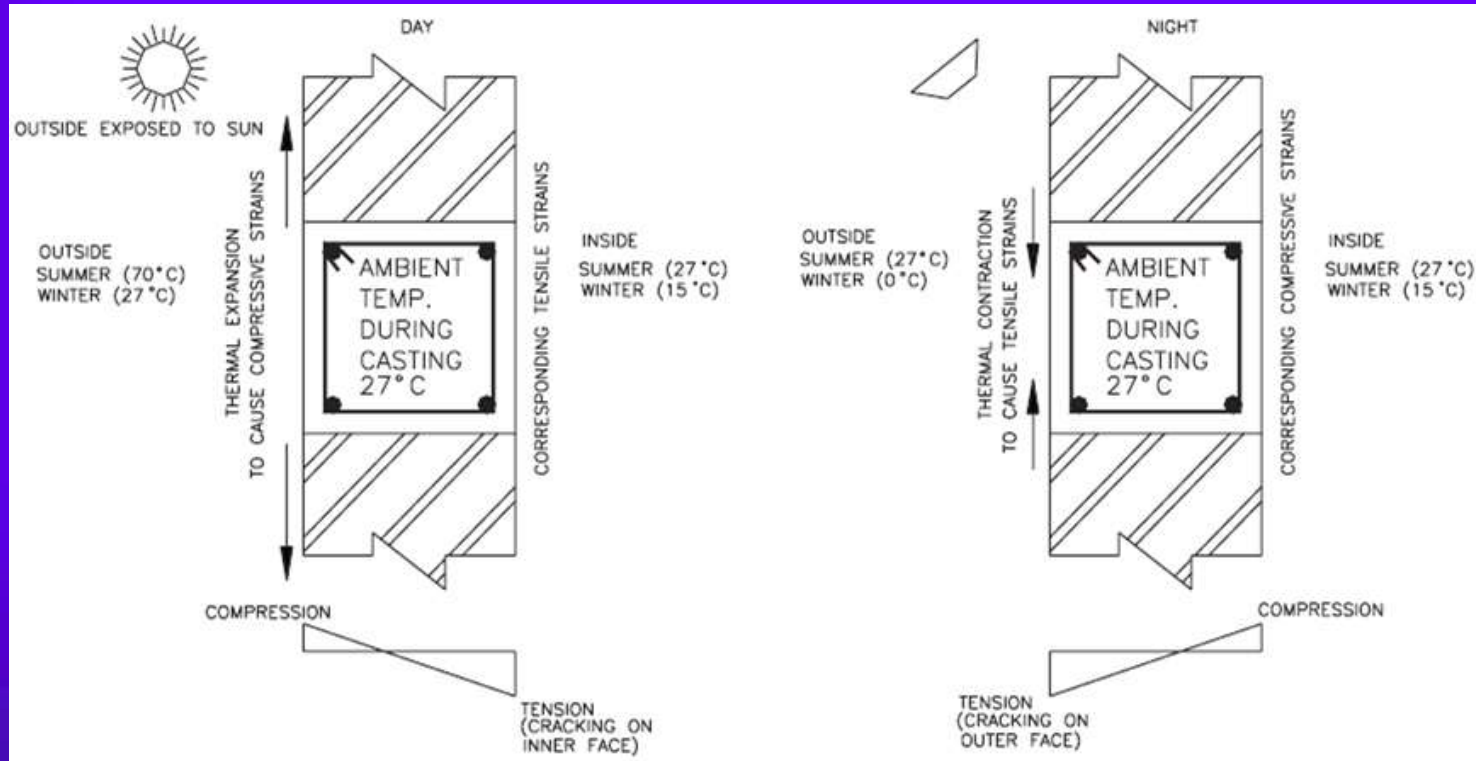 DAY
OUTSIDE EXPOSED TO SUN
THERMAL EXPANSION
TO CAUSE COMPRESSIVE STRAINS
OUTSIDE
SUMMER (70°C)
WINTER (27°C)
AMBIENT
TEMP.
DURING
CASTING
27°C
CORRESPONDING TENSILE STRAINS
INSIDE
SUMMER (27°C)
WINTER (15°C)
COMPRESSION
TENSION
(CRACKING ON
INNER FACE)
NIGHT
OUTSIDE
SUMMER (27°C)
WINTER (0°C)
THERMAL CONTRACTION
TO CAUSE TENSILE STRAINS
AMBIENT
TEMP.
DURING
CASTING
27°C
CORRESPONDING COMPRESSIVE STRAINS
INSIDE
SUMMER (27°C)
WINTER (15°C)
COMPRESSION
TENSION
(CRACKING ON
OUTER FACE)